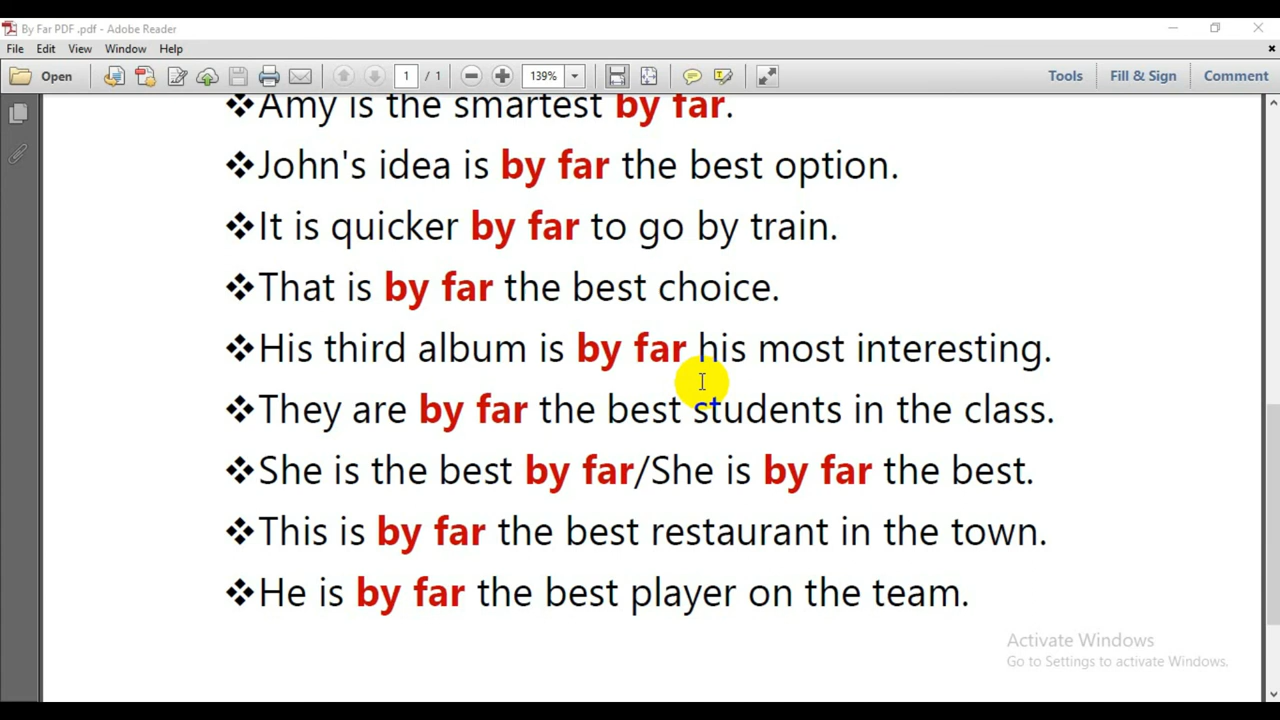 By Far PDF .pdf - Adobe Reader
File Edit View Window Help
Open 1 / 1 139% Tools Fill & Sign Comment
❖Amy is the smartest by far.
❖John's idea is by far the best option.
❖It is quicker by far to go by train.
❖That is by far the best choice.
❖His third album is by far his most interesting.
❖They are by far the best students in the class.
❖She is the best by far/She is by far the best.
❖This is by far the best restaurant in the town.
❖He is by far the best player on the team.
Activate Windows
Go to Settings to activate Windows.